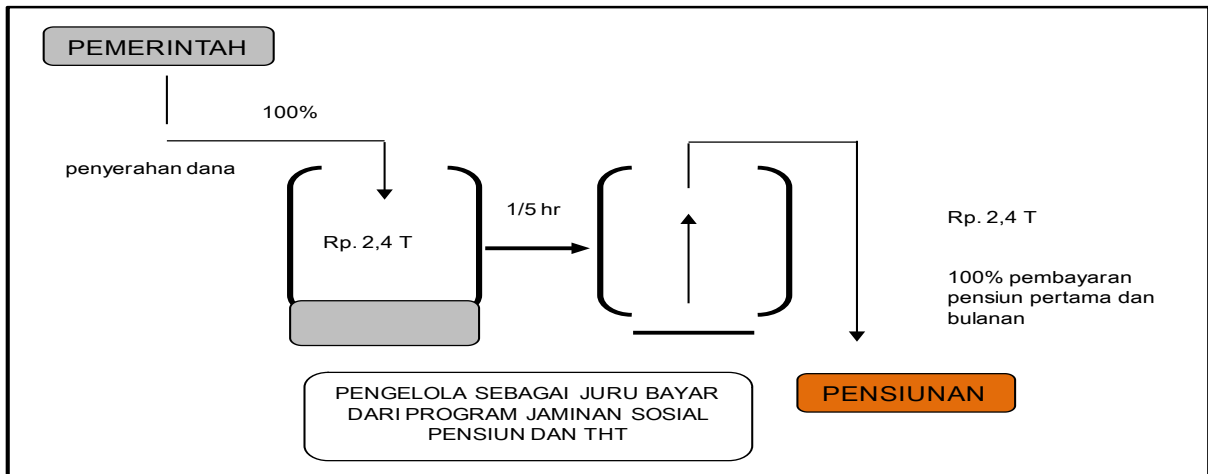 PEMERINTAH
100%
penyerahan dana
Rp. 2,4 T
1/5 hr
Rp. 2,4 T
100% pembayaran
pensiun pertama dan
bulanan
PENGELOLA SEBAGAI JURU BAYAR
DARI PROGRAM JAMINAN SOSIAL
PENSIUN DAN THT
PENSIUNAN